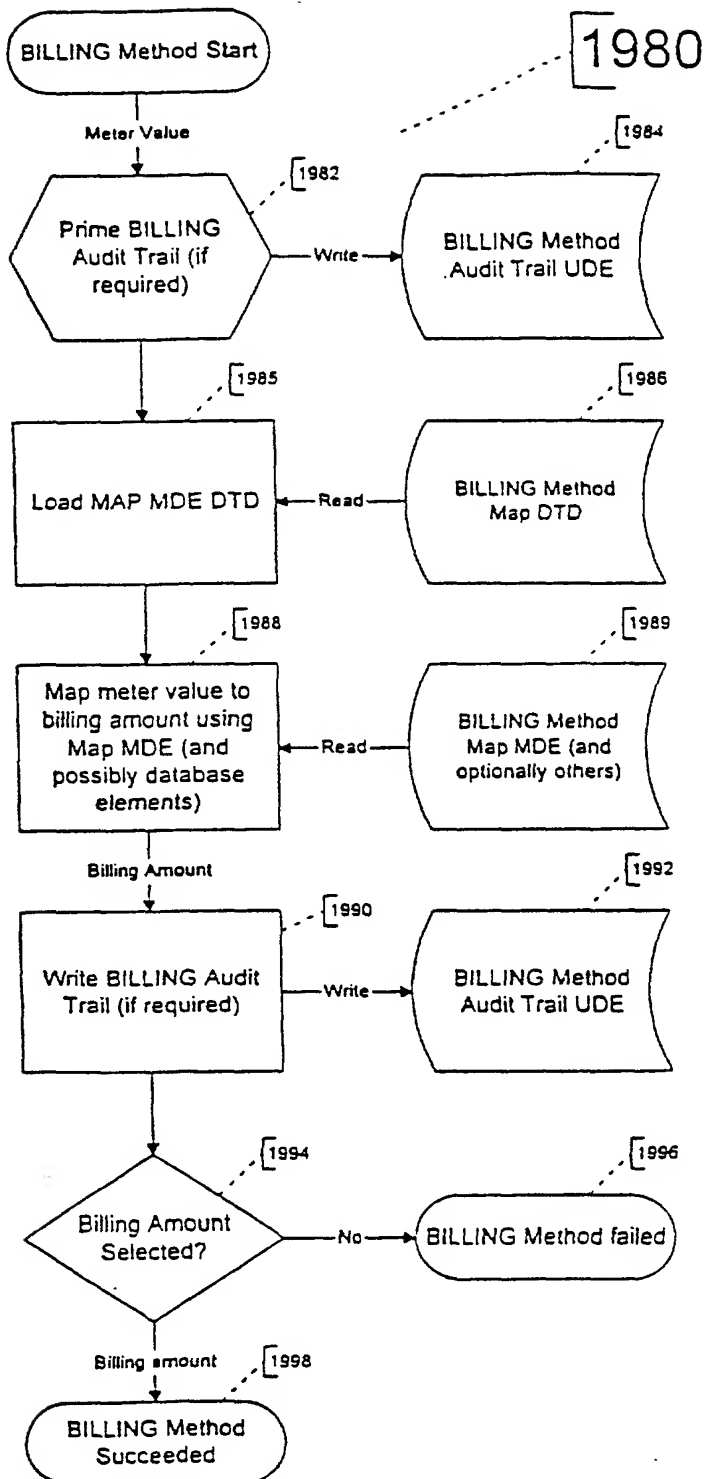 BILLING Method Start
1980
Meter Value
1982
1984
Prime BILLING
Audit Trail (if
required)
Write
BILLING Method
Audit Trail UDE
1985
1986
Load MAP MDE DTD
Read
BILLING Method
Map DTD
1988
1989
Map meter value to
billing amount using
Map MDE (and
possibly database
elements)
Read
BILLING Method
Map MDE (and
optionally others)
Billing Amount
1990
1992
Write BILLING Audit
Trail (if required)
Write
BILLING Method
Audit Trail UDE
1994
1996
Billing Amount
Selected?
No
BILLING Method failed
Billing amount
1998
BILLING Method
Succeeded